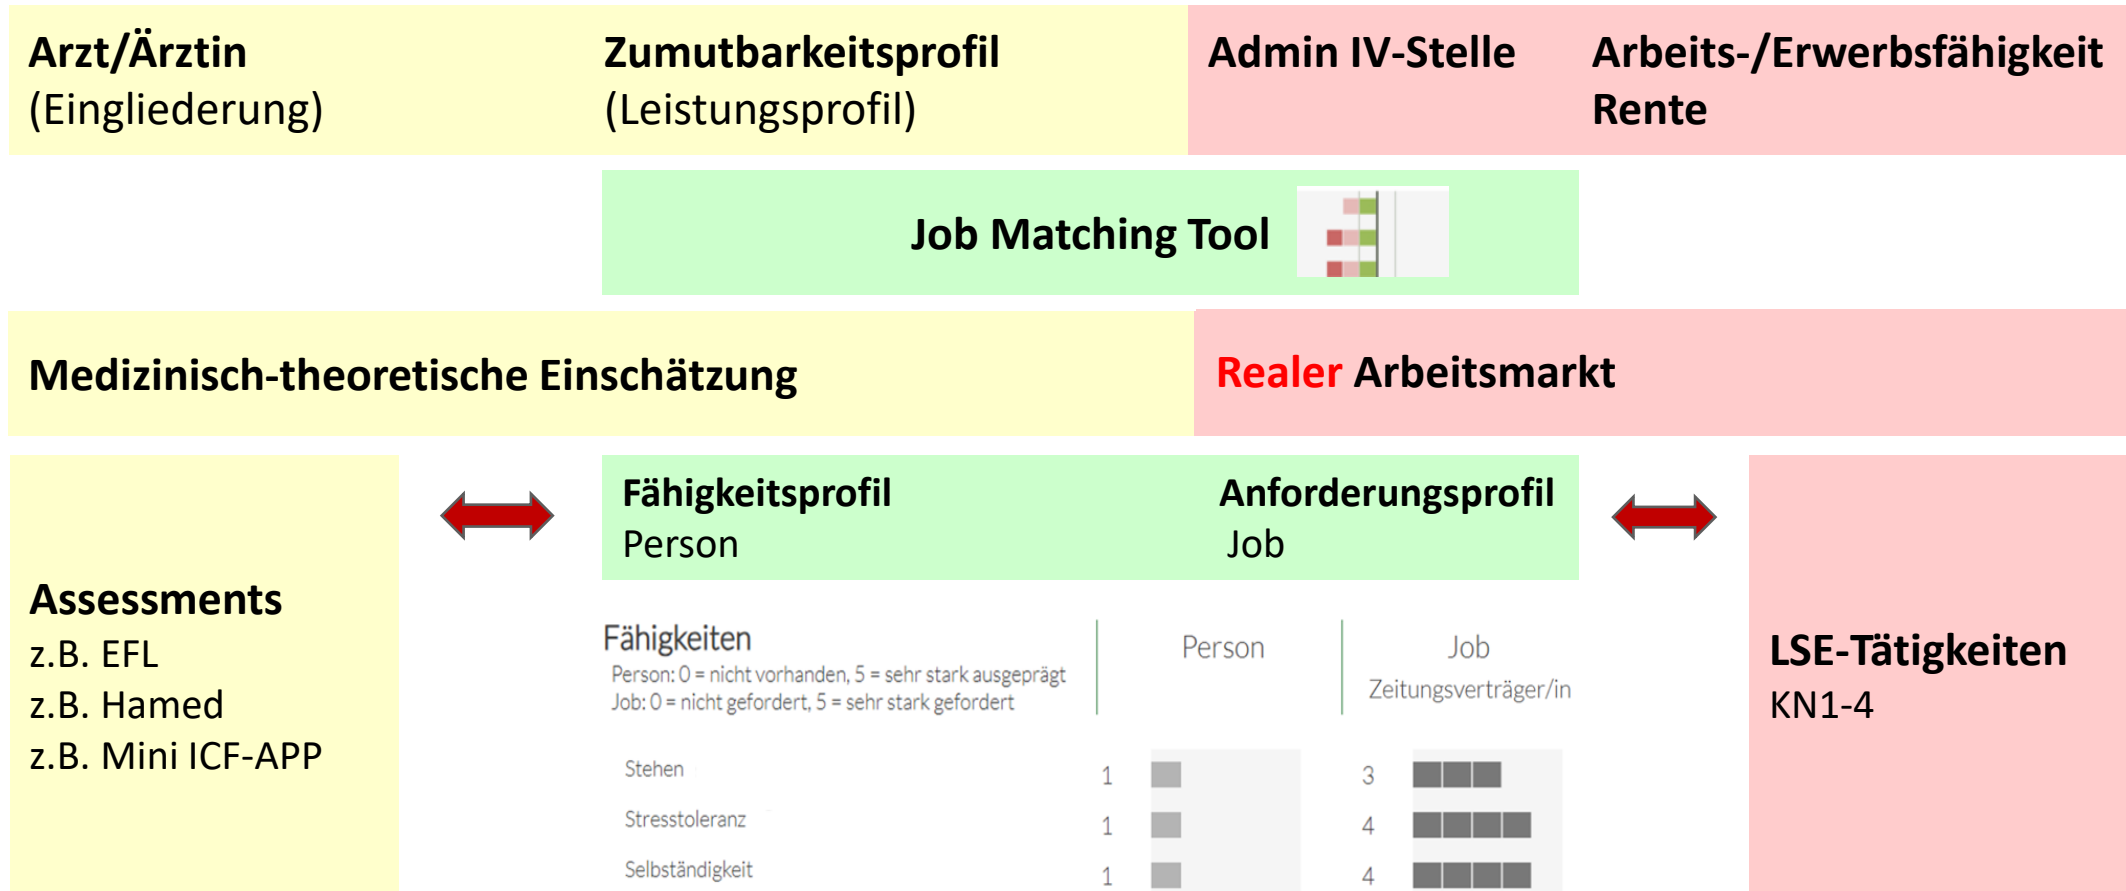 Arzt/Ärztin
(Eingliederung)
Zumutbarkeitsprofil
(Leistungsprofil)
Admin IV-Stelle
Arbeits-/Erwerbsfähigkeit
Rente
Job Matching Tool
Medizinisch-theoretische Einschätzung
Realer Arbeitsmarkt
Assessments
z.B. EFL
z.B. Hamed
z.B. Mini ICF-APP
Fähigkeitsprofil
Person
Anforderungsprofil
Job
Fähigkeiten
Person: 0 = nicht vorhanden, 5 = sehr stark ausgeprägt
Job: 0 = nicht gefordert, 5 = sehr stark gefordert
Person
Job
Zeitungsverträger/in
Stehen 1 3
Stresstoleranz 1 4
Selbständigkeit 1 4
LSE-Tätigkeiten
KN1-4